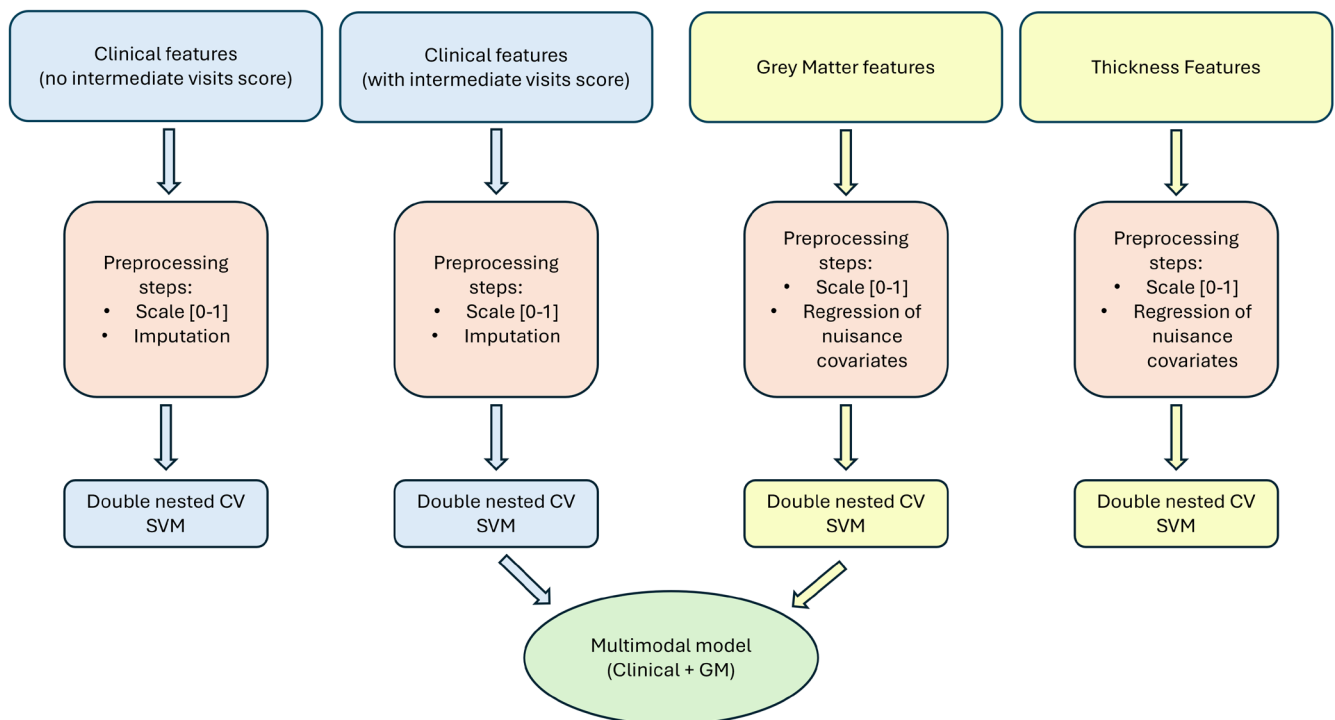 Clinical features
(no intermediate visits score)
Clinical features
(with intermediate visits score)
Grey Matter features
Thickness Features
Preprocessing
steps:
• Scale [0-1]
• Imputation
Preprocessing
steps:
• Scale [0-1]
• Imputation
Preprocessing
steps:
• Scale [0-1]
• Regression of
nuisance
covariates
Preprocessing
steps:
• Scale [0-1]
• Regression of
nuisance
covariates
Double nested CV
SVM
Double nested CV
SVM
Double nested CV
SVM
Double nested CV
SVM
Multimodal model
(Clinical + GM)